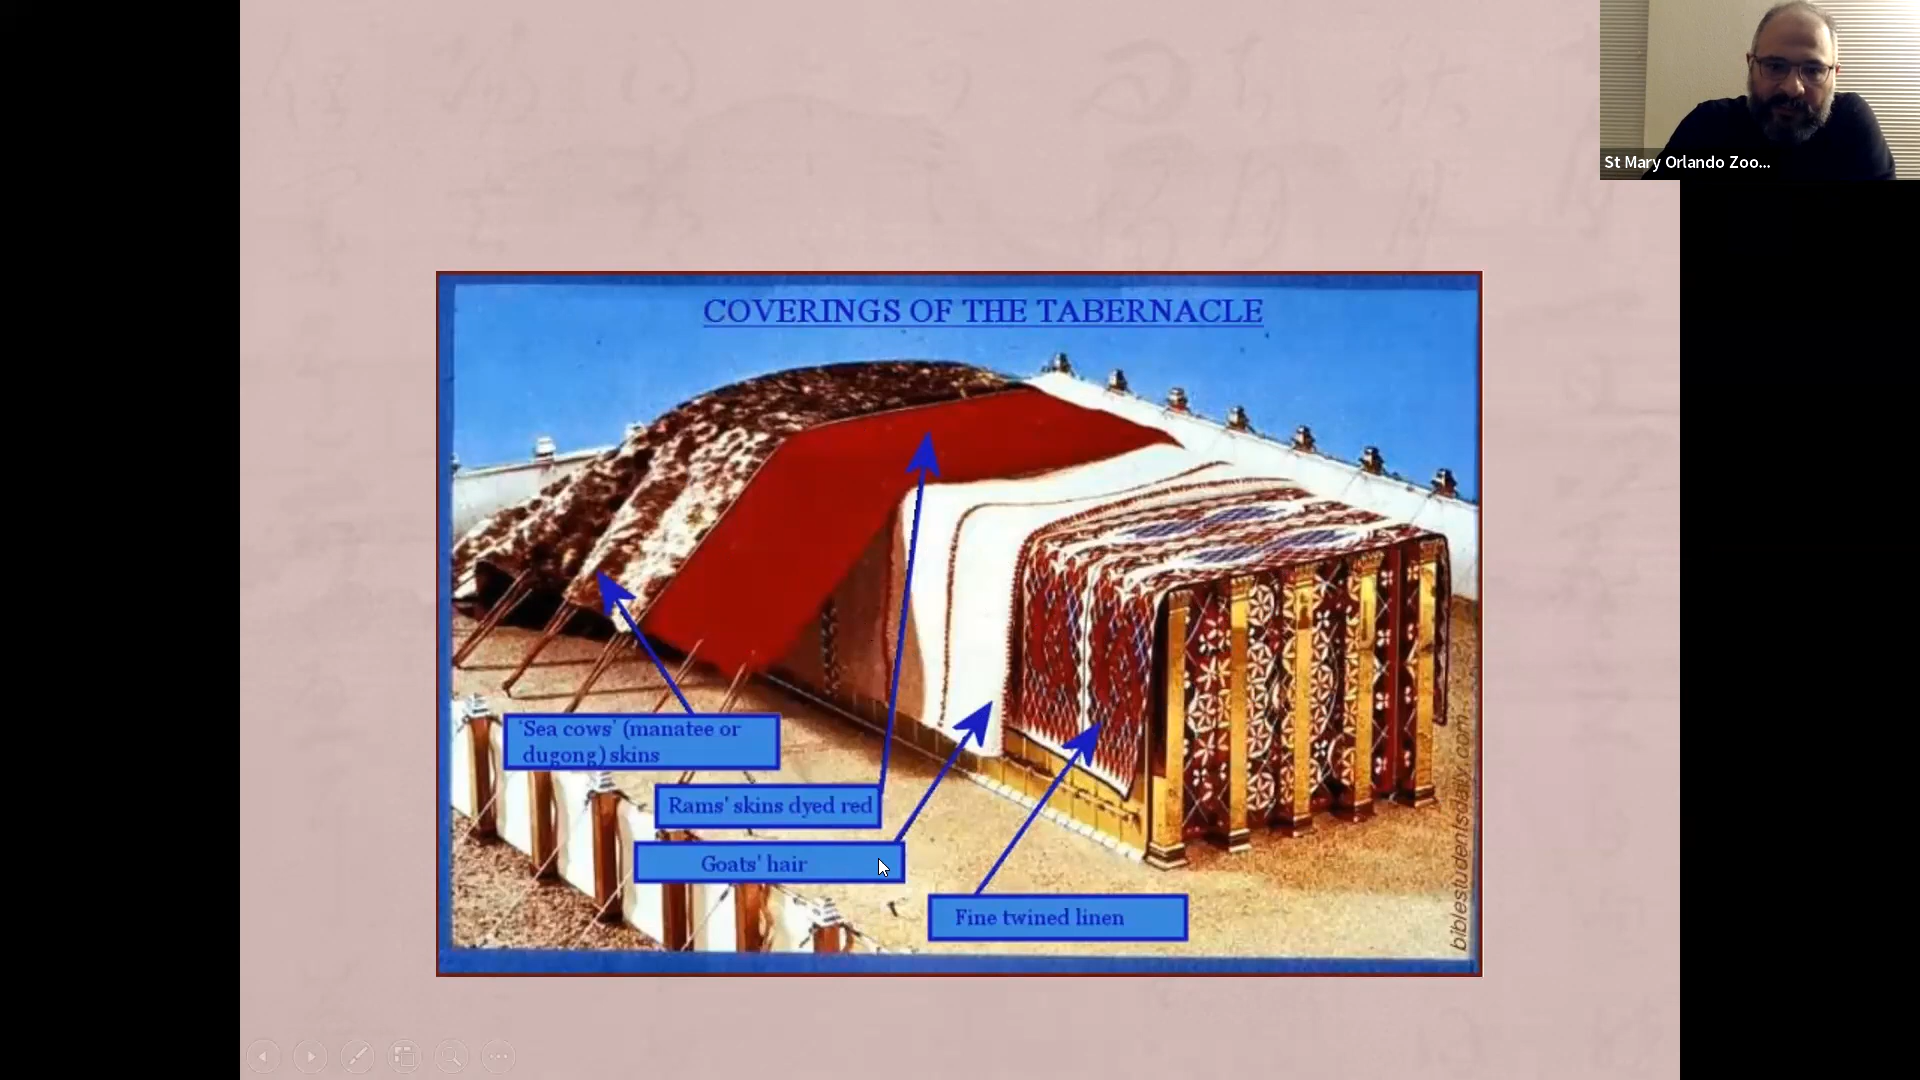 St Mary Orlando Zoo...
COVERINGS OF THE TABERNACLE
'Sea cows' (manatee or
dugong) skins
Rams' skins dyed red
Goats' hair
Fine twined linen
biblestudentsdaily.com